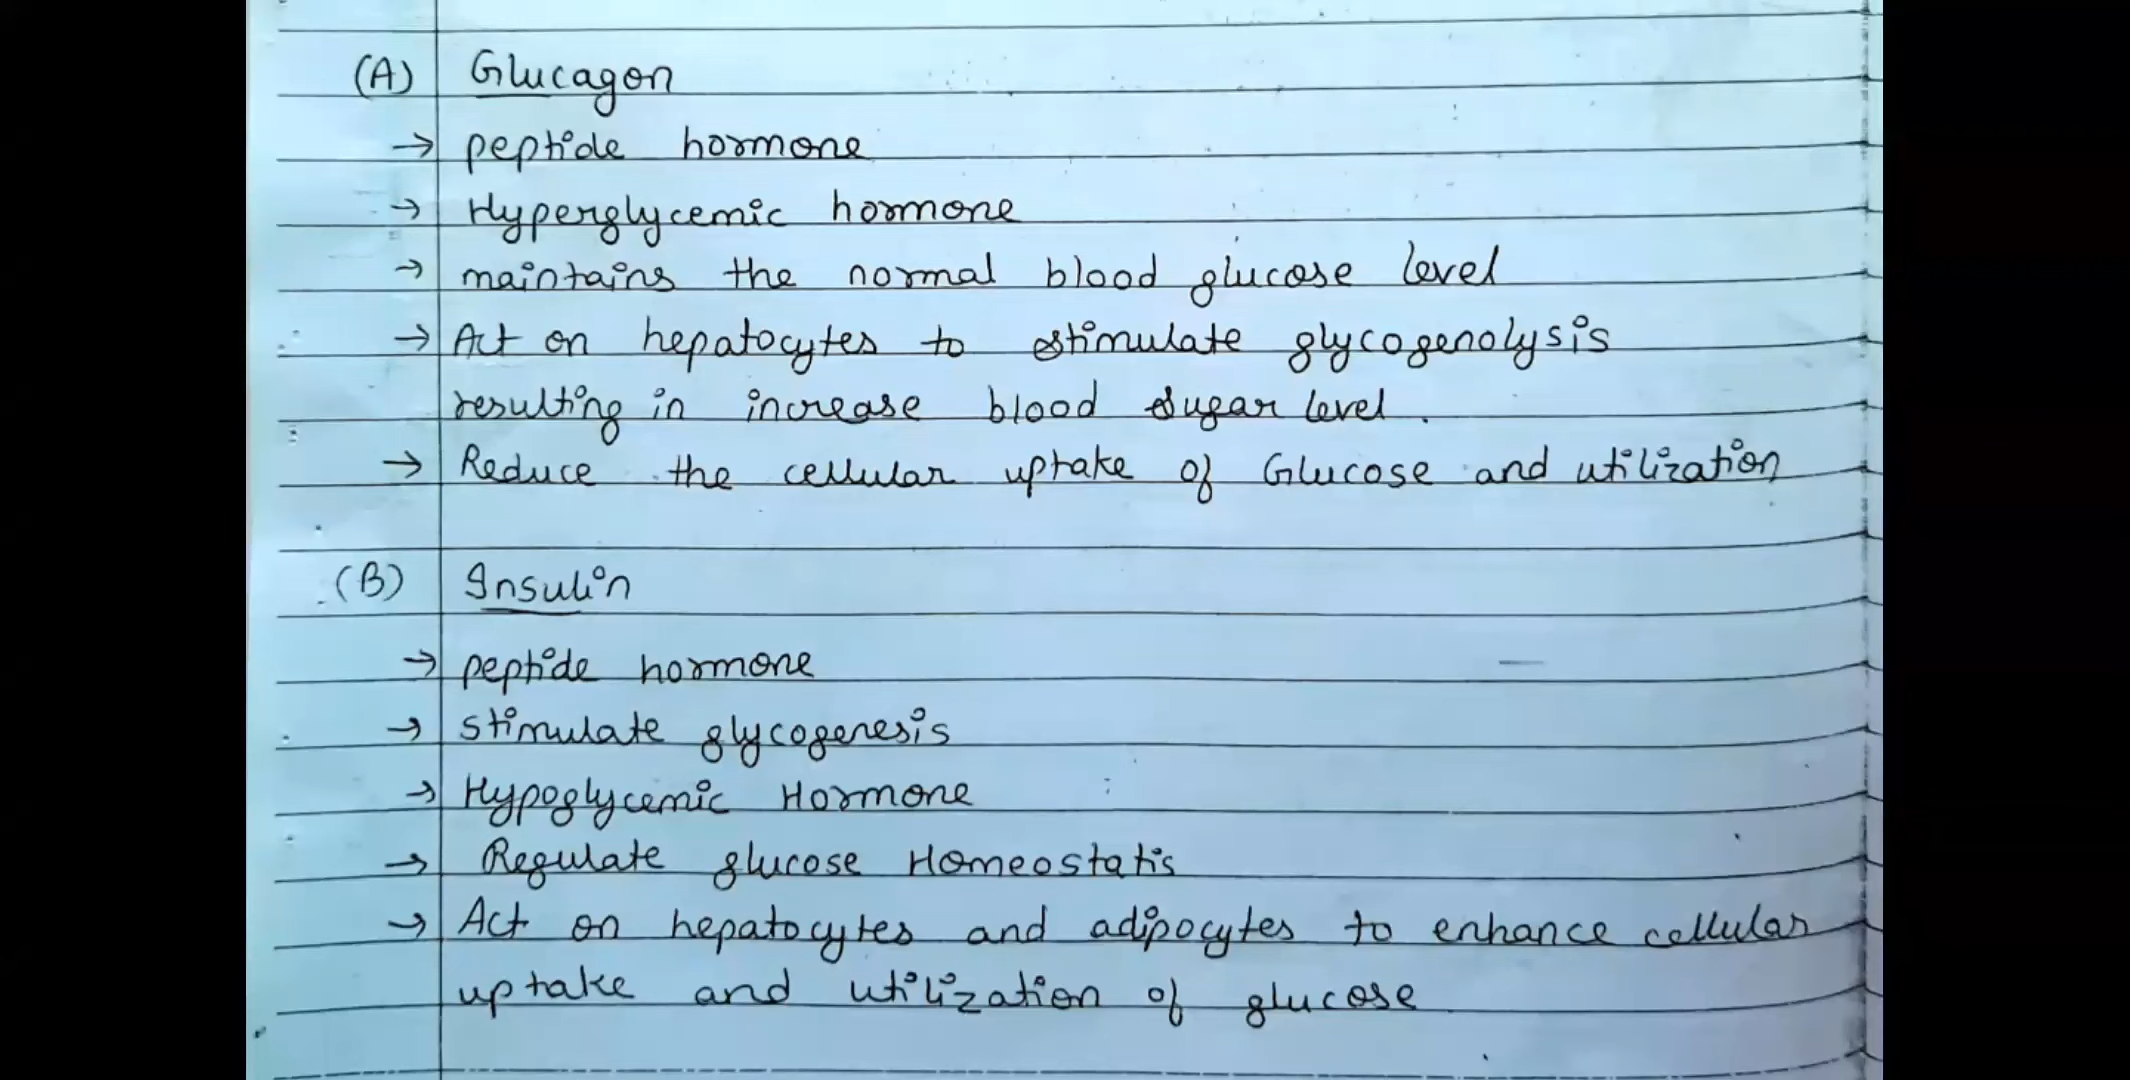 (A) Glucagon
→ peptide hormone
→ Hyperglycemic hormone
→ maintains the normal blood glucose level
→ Act on hepatocytes to stimulate glycogenolysis
resulting in increase blood sugar level.
→ Reduce the cellular uptake of Glucose and utilization
(B) Insulin
→ peptide hormone
→ stimulate glycogenesis
→ Hypoglycemic Hormone
→ Regulate glucose Homeostatis
→ Act on hepatocytes and adipocytes to enhance cellular
uptake and utilization of glucose